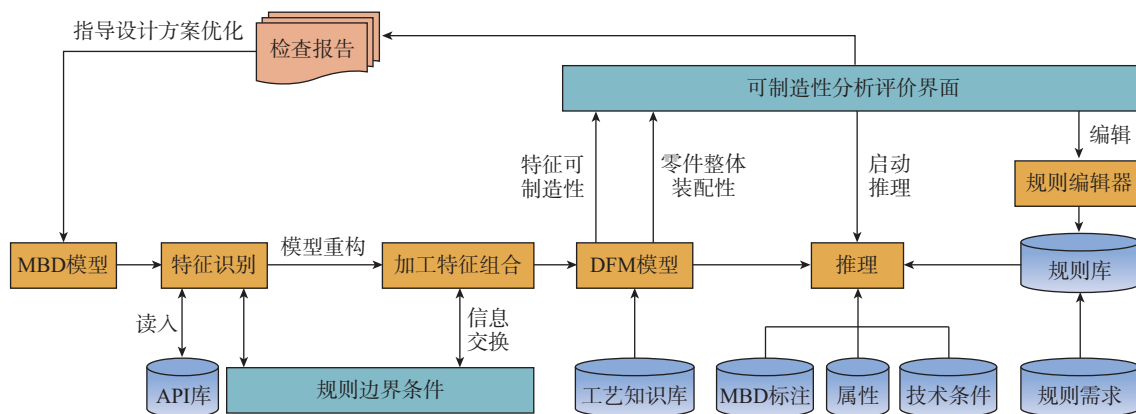 指导设计方案优化
检查报告
可制造性分析评价界面
特征可
制造性
零件整体
装配性
启动
推理
编辑
规则编辑器
MBD模型
特征识别
模型重构
加工特征组合
DFM模型
推理
规则库
读入
信息
交换
API库
规则边界条件
工艺知识库
MBD标注
属性
技术条件
规则需求